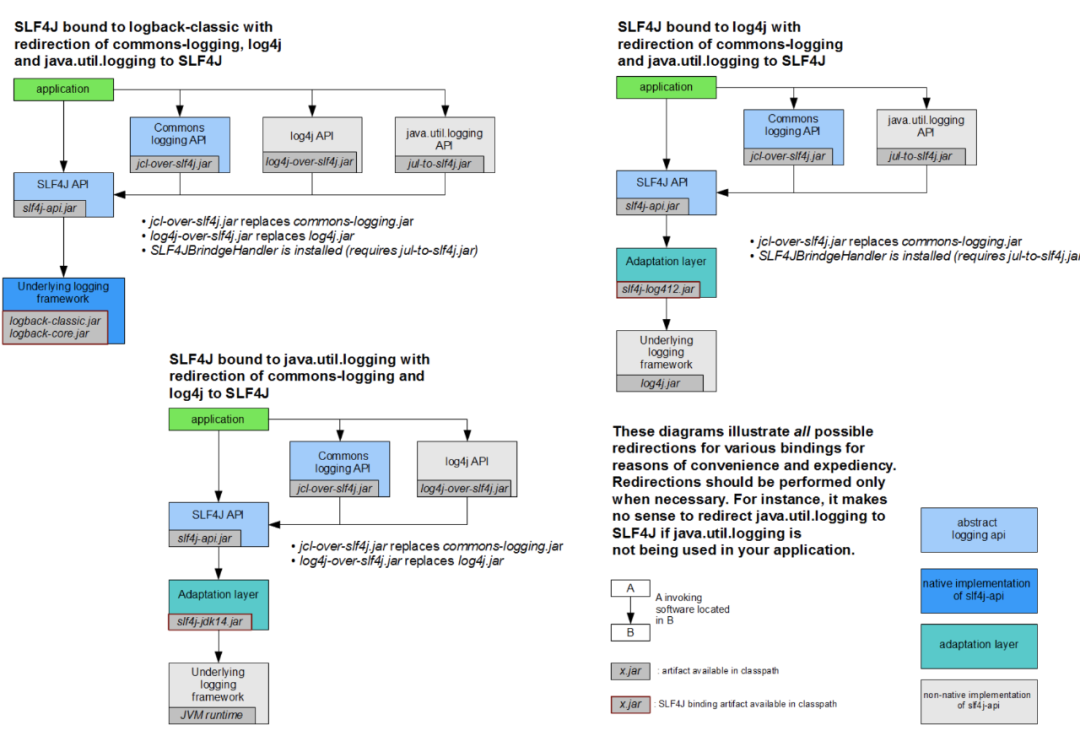 SLF4J bound to logback-classic with
redirection of commons-logging, log4j
and java.util.logging to SLF4J
application
Commons
logging API
jcl-over-slf4j.jar
log4j API
log4j-over-slf4j.jar
java.util.logging
API
jul-to-slf4j.jar
SLF4J API
slf4j-api.jar
• jcl-over-slf4j.jar replaces commons-logging.jar
• log4j-over-slf4j.jar replaces log4j.jar
• SLF4JBrindgeHandler is installed (requires jul-to-slf4j.jar)
Underlying logging
framework
logback-classic.jar
logback-core.jar
SLF4J bound to log4j with
redirection of commons-logging
and java.util.logging to SLF4J
application
Commons
logging API
jcl-over-slf4j.jar
java.util.logging
API
jul-to-slf4j.jar
SLF4J API
slf4j-api.jar
• jcl-over-slf4j.jar replaces commons-logging.jar
• SLF4JBrindgeHandler is installed (requires jul-to-slf4j.jar
Adaptation layer
slf4j-log412.jar
Underlying
logging
framework
log4j.jar
SLF4J bound to java.util.logging with
redirection of commons-logging and
log4j to SLF4J
application
Commons
logging API
jcl-over-slf4j.jar
log4j API
log4j-over-slf4j.jar
SLF4J API
slf4j-api.jar
• jcl-over-slf4j.jar replaces commons-logging.jar
• log4j-over-slf4j.jar replaces log4j.jar
Adaptation layer
slf4j-jdk14.jar
Underlying
logging
framework
JVM runtime
These diagrams illustrate all possible
redirections for various bindings for
reasons of convenience and expediency.
Redirections should be performed only
when necessary. For instance, it makes
no sense to redirect java.util.logging to
SLF4J if java.util.logging is
not being used in your application.
A
B
A invoking
software located
in B
x.jar
: artifact available in classpath
x.jar
: SLF4J binding artifact available in classpath
abstract
logging api
native implementation
of slf4j-api
adaptation layer
non-native implementation
of slf4j-api